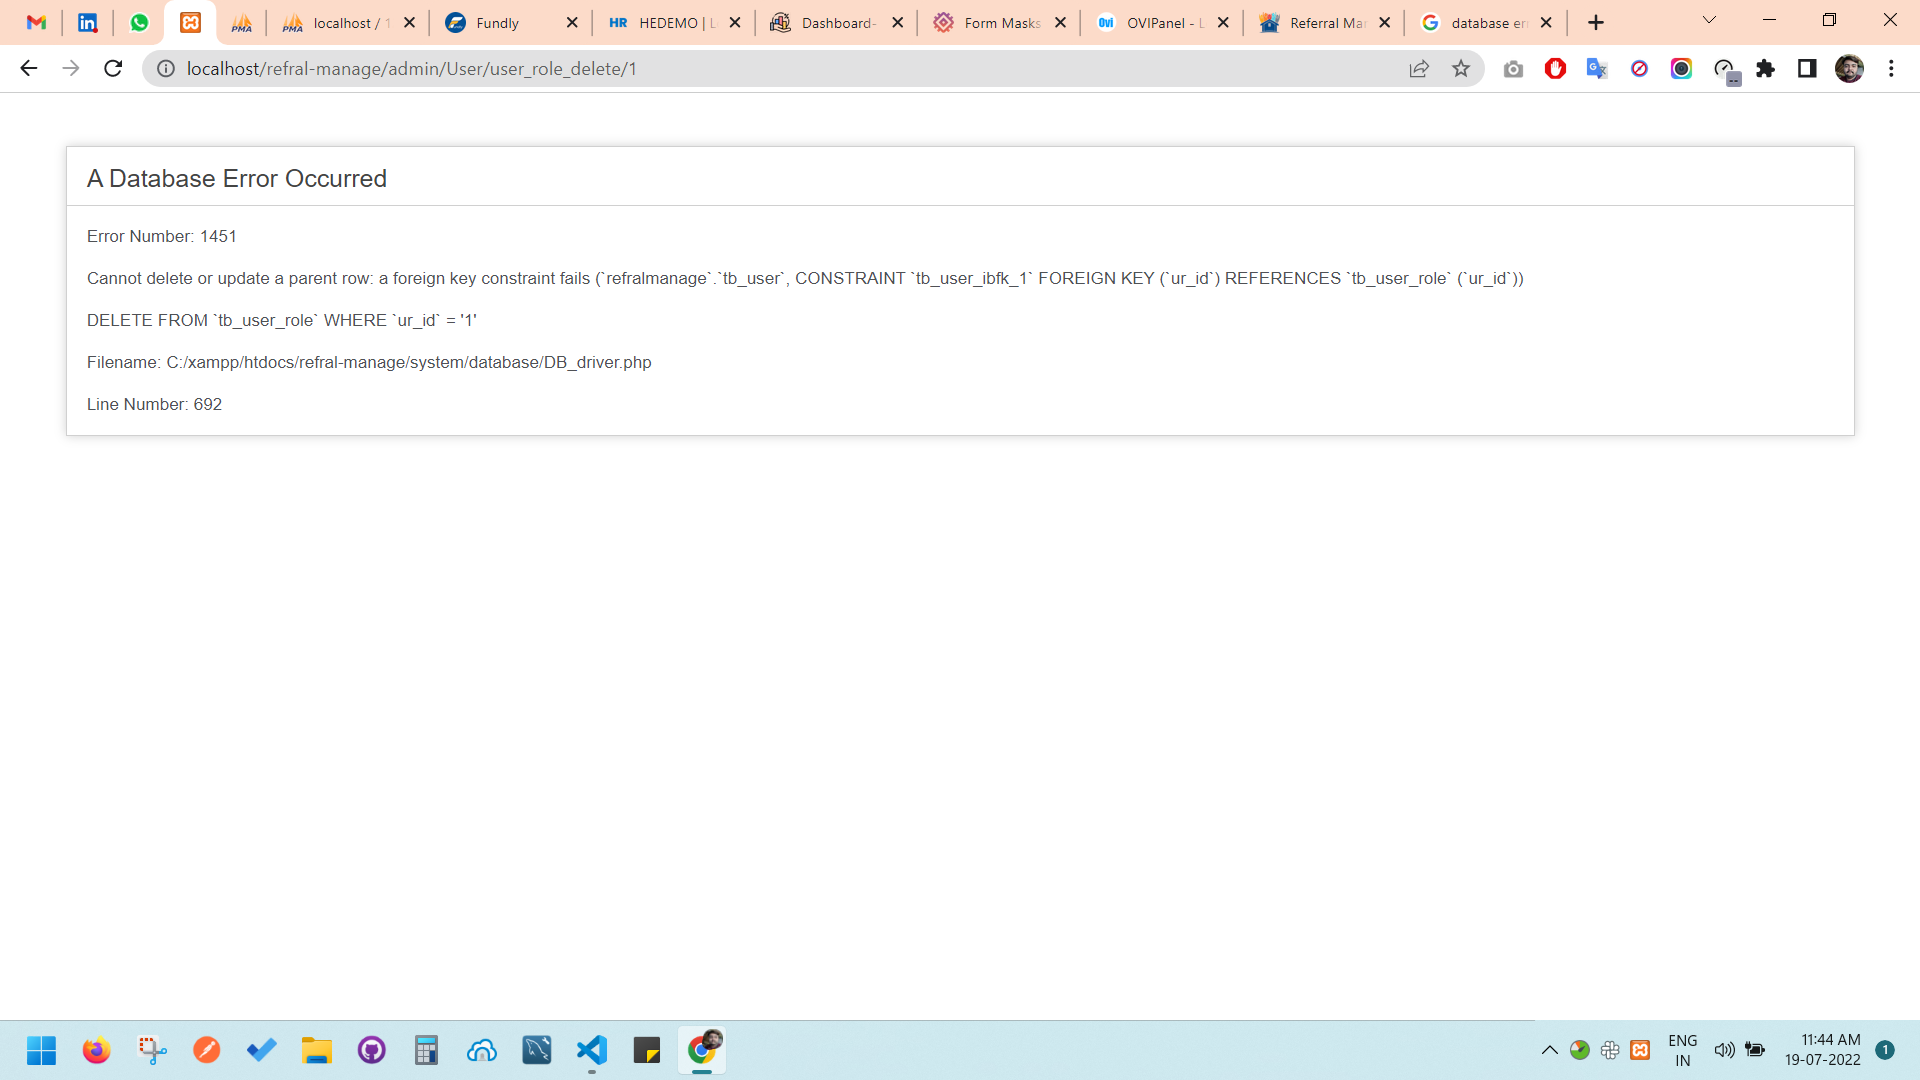 localhost / 1
Fundly
HEDEMO | L
Dashboard-
Form Masks
OVIPanel - L
Referral Mar
database err
localhost/refral-manage/admin/User/user_role_delete/1
A Database Error Occurred
Error Number: 1451
Cannot delete or update a parent row: a foreign key constraint fails (`refralmanage`.`tb_user`, CONSTRAINT `tb_user_ibfk_1` FOREIGN KEY (`ur_id`) REFERENCES `tb_user_role` (`ur_id`))
DELETE FROM `tb_user_role` WHERE `ur_id` = '1'
Filename: C:/xampp/htdocs/refral-manage/system/database/DB_driver.php
Line Number: 692
ENG
IN
11:44 AM
19-07-2022
1